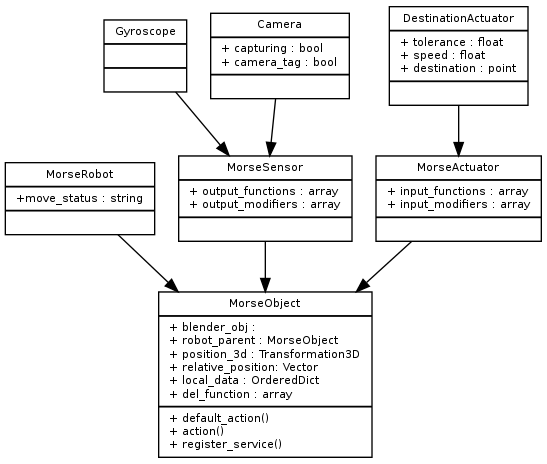 Gyroscope
Camera
+ capturing : bool
+ camera_tag : bool
DestinationActuator
+ tolerance : float
+ speed : float
+ destination : point
MorseRobot
+move_status : string
MorseSensor
+ output_functions : array
+ output_modifiers : array
MorseActuator
+ input_functions : array
+ input_modifiers : array
MorseObject
+ blender_obj :
+ robot_parent : MorseObject
+ position_3d : Transformation3D
+ relative_position: Vector
+ local_data : OrderedDict
+ del_function : array
+ default_action()
+ action()
+ register_service()